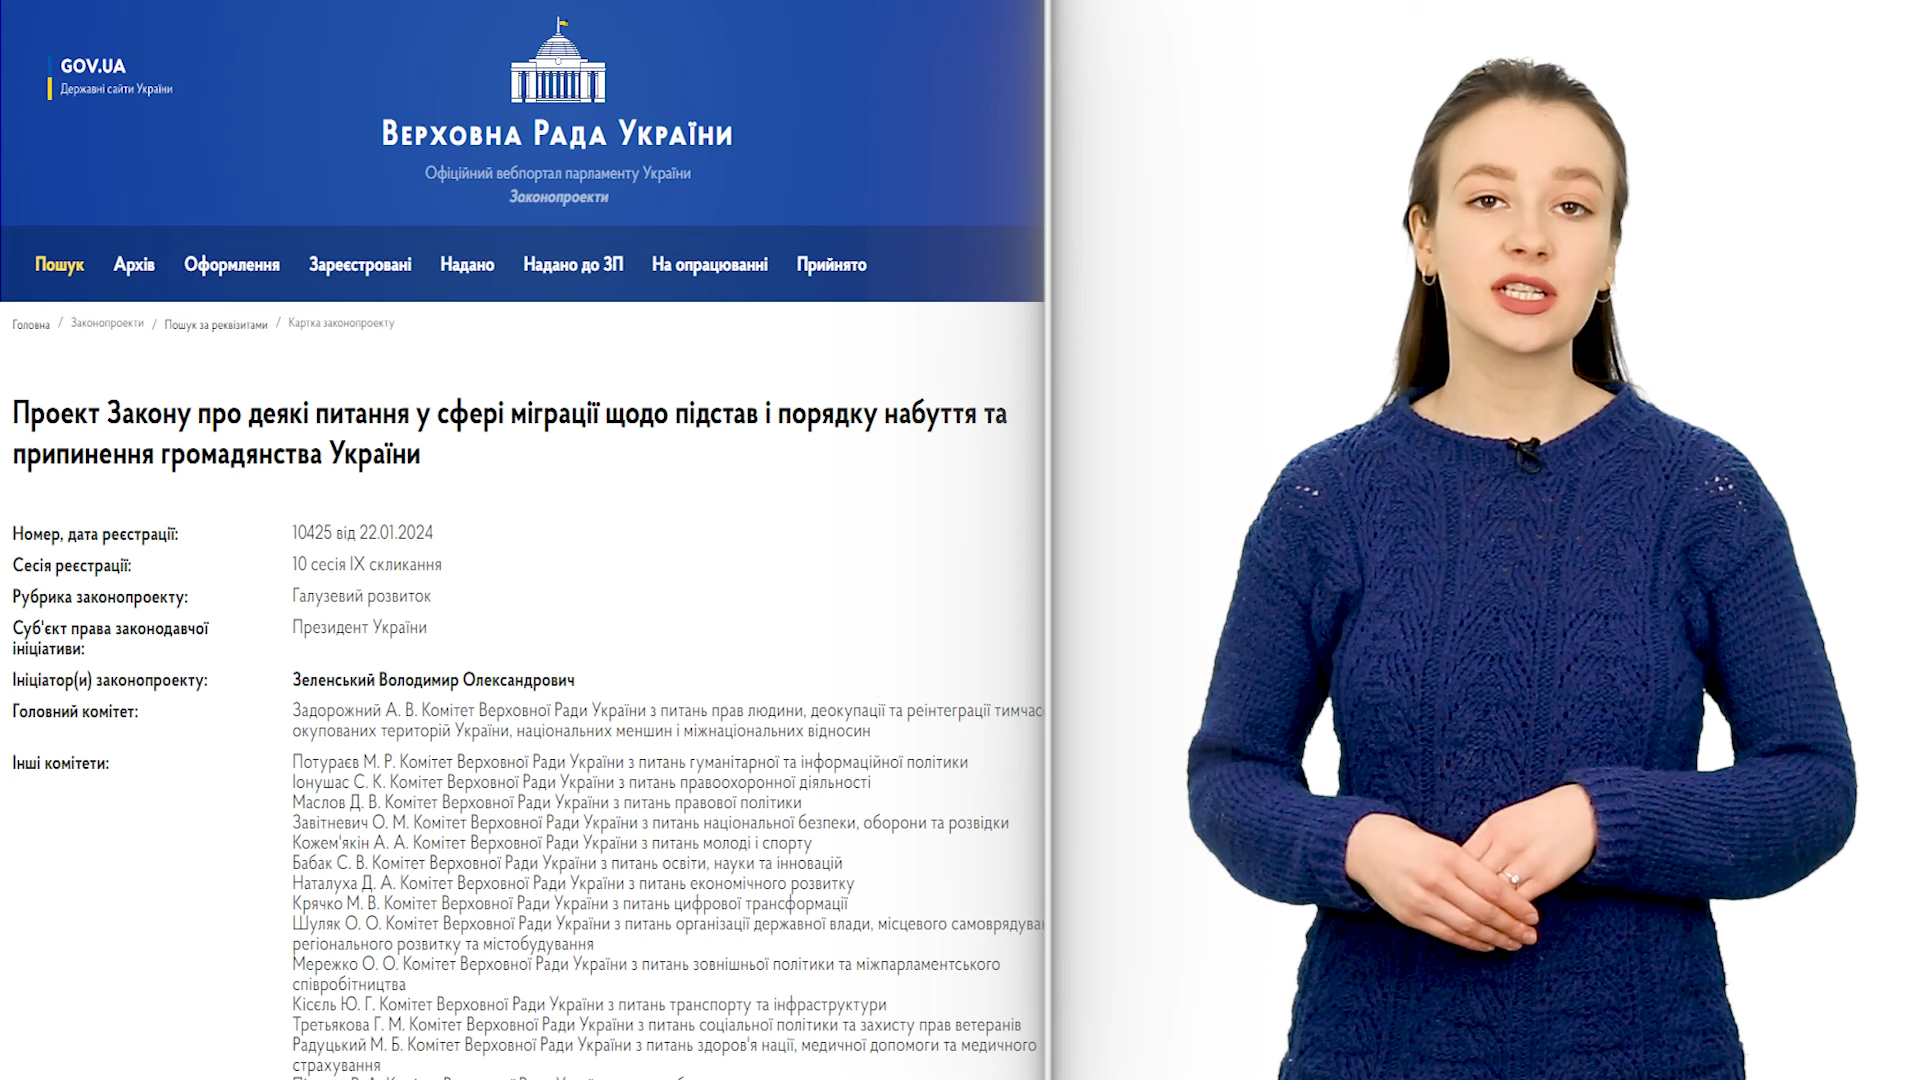 GOV.UA
Державні сайти України
Верховна Рада України
Офіційний вебпортал парламенту України
Законопроекти
Пошук Архів Оформлення Зареєстровані Надано Надано до ЗП На опрацюванні Прийнято
Головна / Законопроекти / Пошук за реквізитами / Картка законопроекту
Проект Закону про деякі питання у сфері міграції щодо підстав і порядку набуття та
припинення громадянства України
Номер, дата реєстрації: 10425 від 22.01.2024
Сесія реєстрації: 10 сесія IX скликання
Рубрика законопроекту: Галузевий розвиток
Суб'єкт права законодавчої Президент України
ініціативи:
Ініціатор(и) законопроекту: Зеленський Володимир Олександрович
Головний комітет: Задорожний А. В. Комітет Верховної Ради України з питань прав людини, деокупації та реінтеграції тимчас
окупованих територій України, національних меншин і міжнаціональних відносин
Інші комітети: Потураєв М. Р. Комітет Верховної Ради України з питань гуманітарної та інформаційної політики
Іонушас С. К. Комітет Верховної Ради України з питань правоохоронної діяльності
Маслов Д. В. Комітет Верховної Ради України з питань правової політики
Завітневич О. М. Комітет Верховної Ради України з питань національної безпеки, оборони та розвідки
Кожем'якін А. А. Комітет Верховної Ради України з питань молоді і спорту
Бабак С. В. Комітет Верховної Ради України з питань освіти, науки та інновацій
Наталуха Д. А. Комітет Верховної Ради України з питань економічного розвитку
Крячко М. В. Комітет Верховної Ради України з питань цифрової трансформації
Шуляк О. О. Комітет Верховної Ради України з питань організації державної влади, місцевого самоврядуван
регіонального розвитку та містобудування
Мережко О. О. Комітет Верховної Ради України з питань зовнішньої політики та міжпарламентського
співробітництва
Кісєль Ю. Г. Комітет Верховної Ради України з питань транспорту та інфраструктури
Третьякова Г. М. Комітет Верховної Ради України з питань соціальної політики та захисту прав ветеранів
Радуцький М. Б. Комітет Верховної Ради України з питань здоров'я нації, медичної допомоги та медичного
страхування